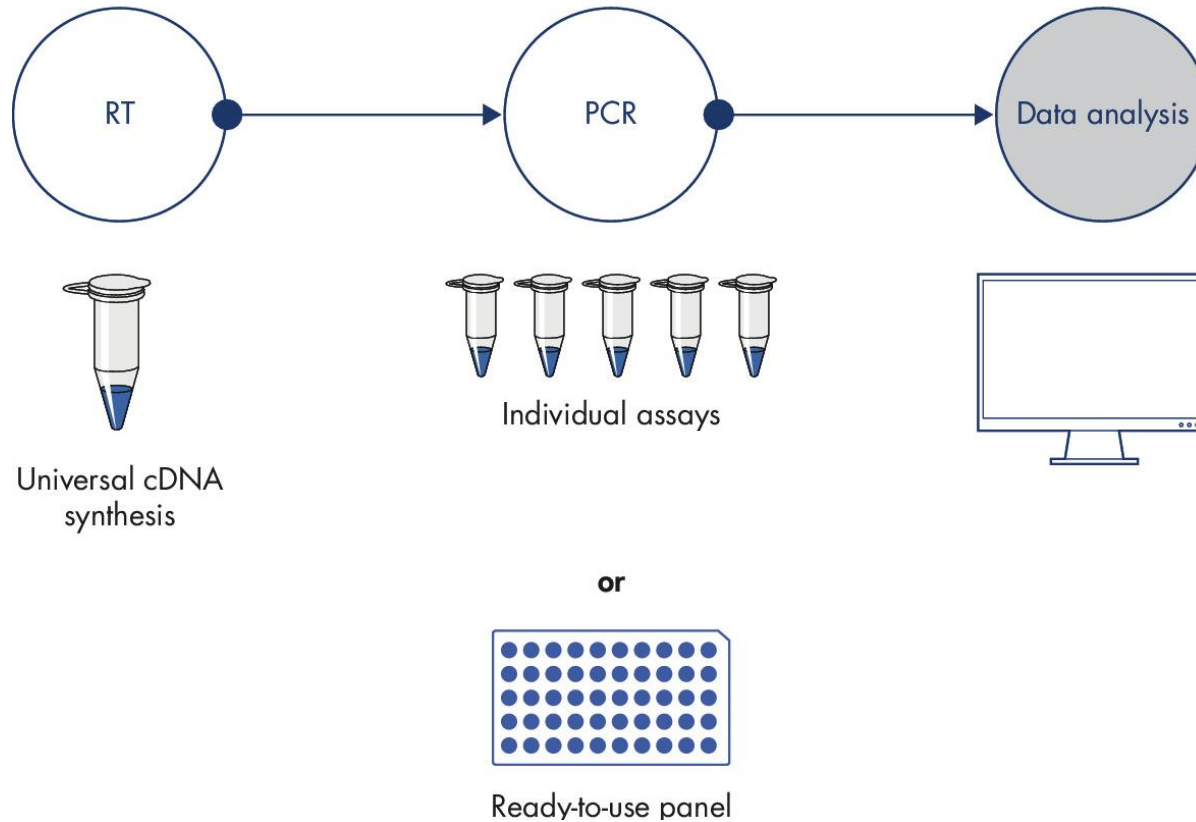 RT
PCR
Data analysis
Universal cDNA
synthesis
Individual assays
or
Ready-to-use panel